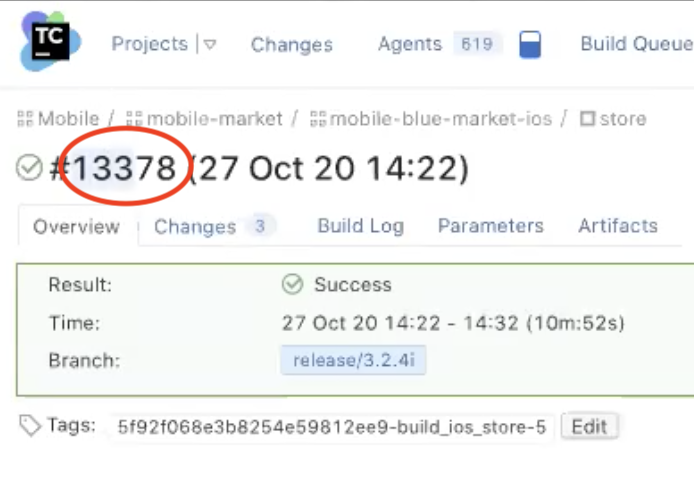 TC
Projects Changes Agents 619 Build Queue
Mobile / mobile-market / mobile-blue-market-ios / store
#13378 (27 Oct 20 14:22)
Overview Changes 3 Build Log Parameters Artifacts
Result: Success
Time: 27 Oct 20 14:22 - 14:32 (10m:52s)
Branch: release/3.2.4i
Tags: 5f92f068e3b8254e59812ee9-build_ios_store-5 Edit